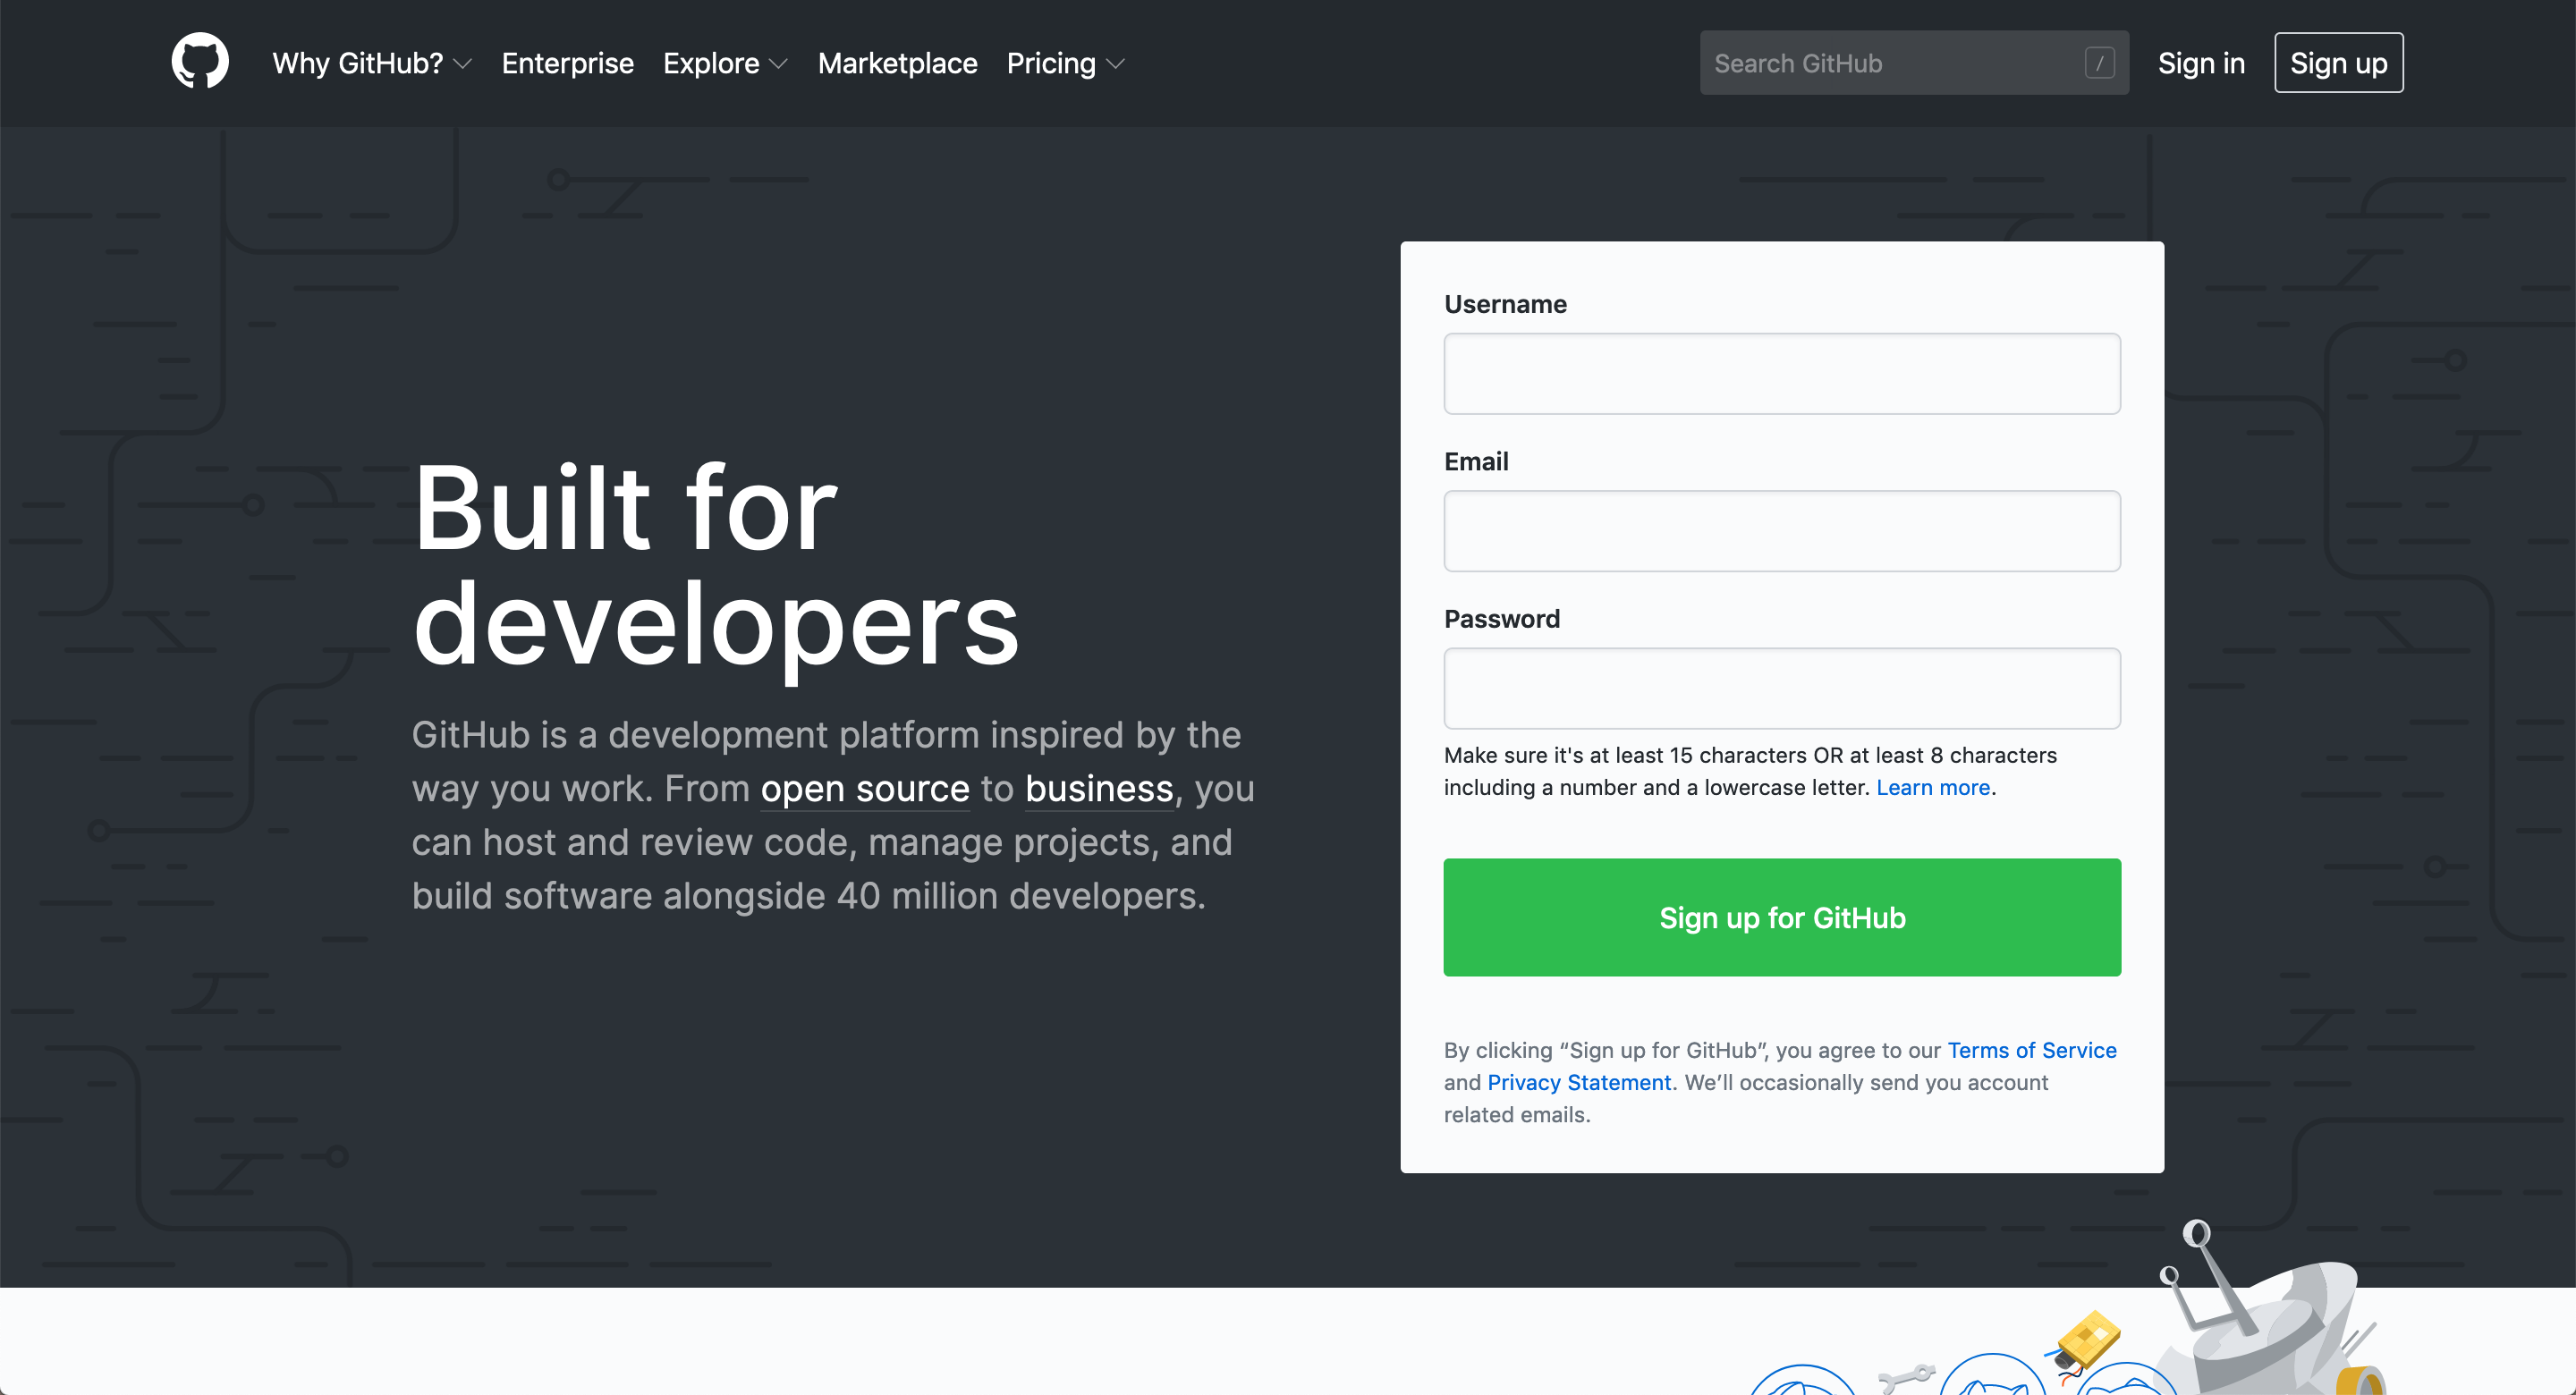 Why GitHub? Enterprise Explore Marketplace Pricing Search GitHub / Sign in Sign up
Built for
developers
GitHub is a development platform inspired by the
way you work. From open source to business, you
can host and review code, manage projects, and
build software alongside 40 million developers.
Username
Email
Password
Make sure it's at least 15 characters OR at least 8 characters
including a number and a lowercase letter. Learn more.
Sign up for GitHub
By clicking “Sign up for GitHub”, you agree to our Terms of Service
and Privacy Statement. We’ll occasionally send you account
related emails.